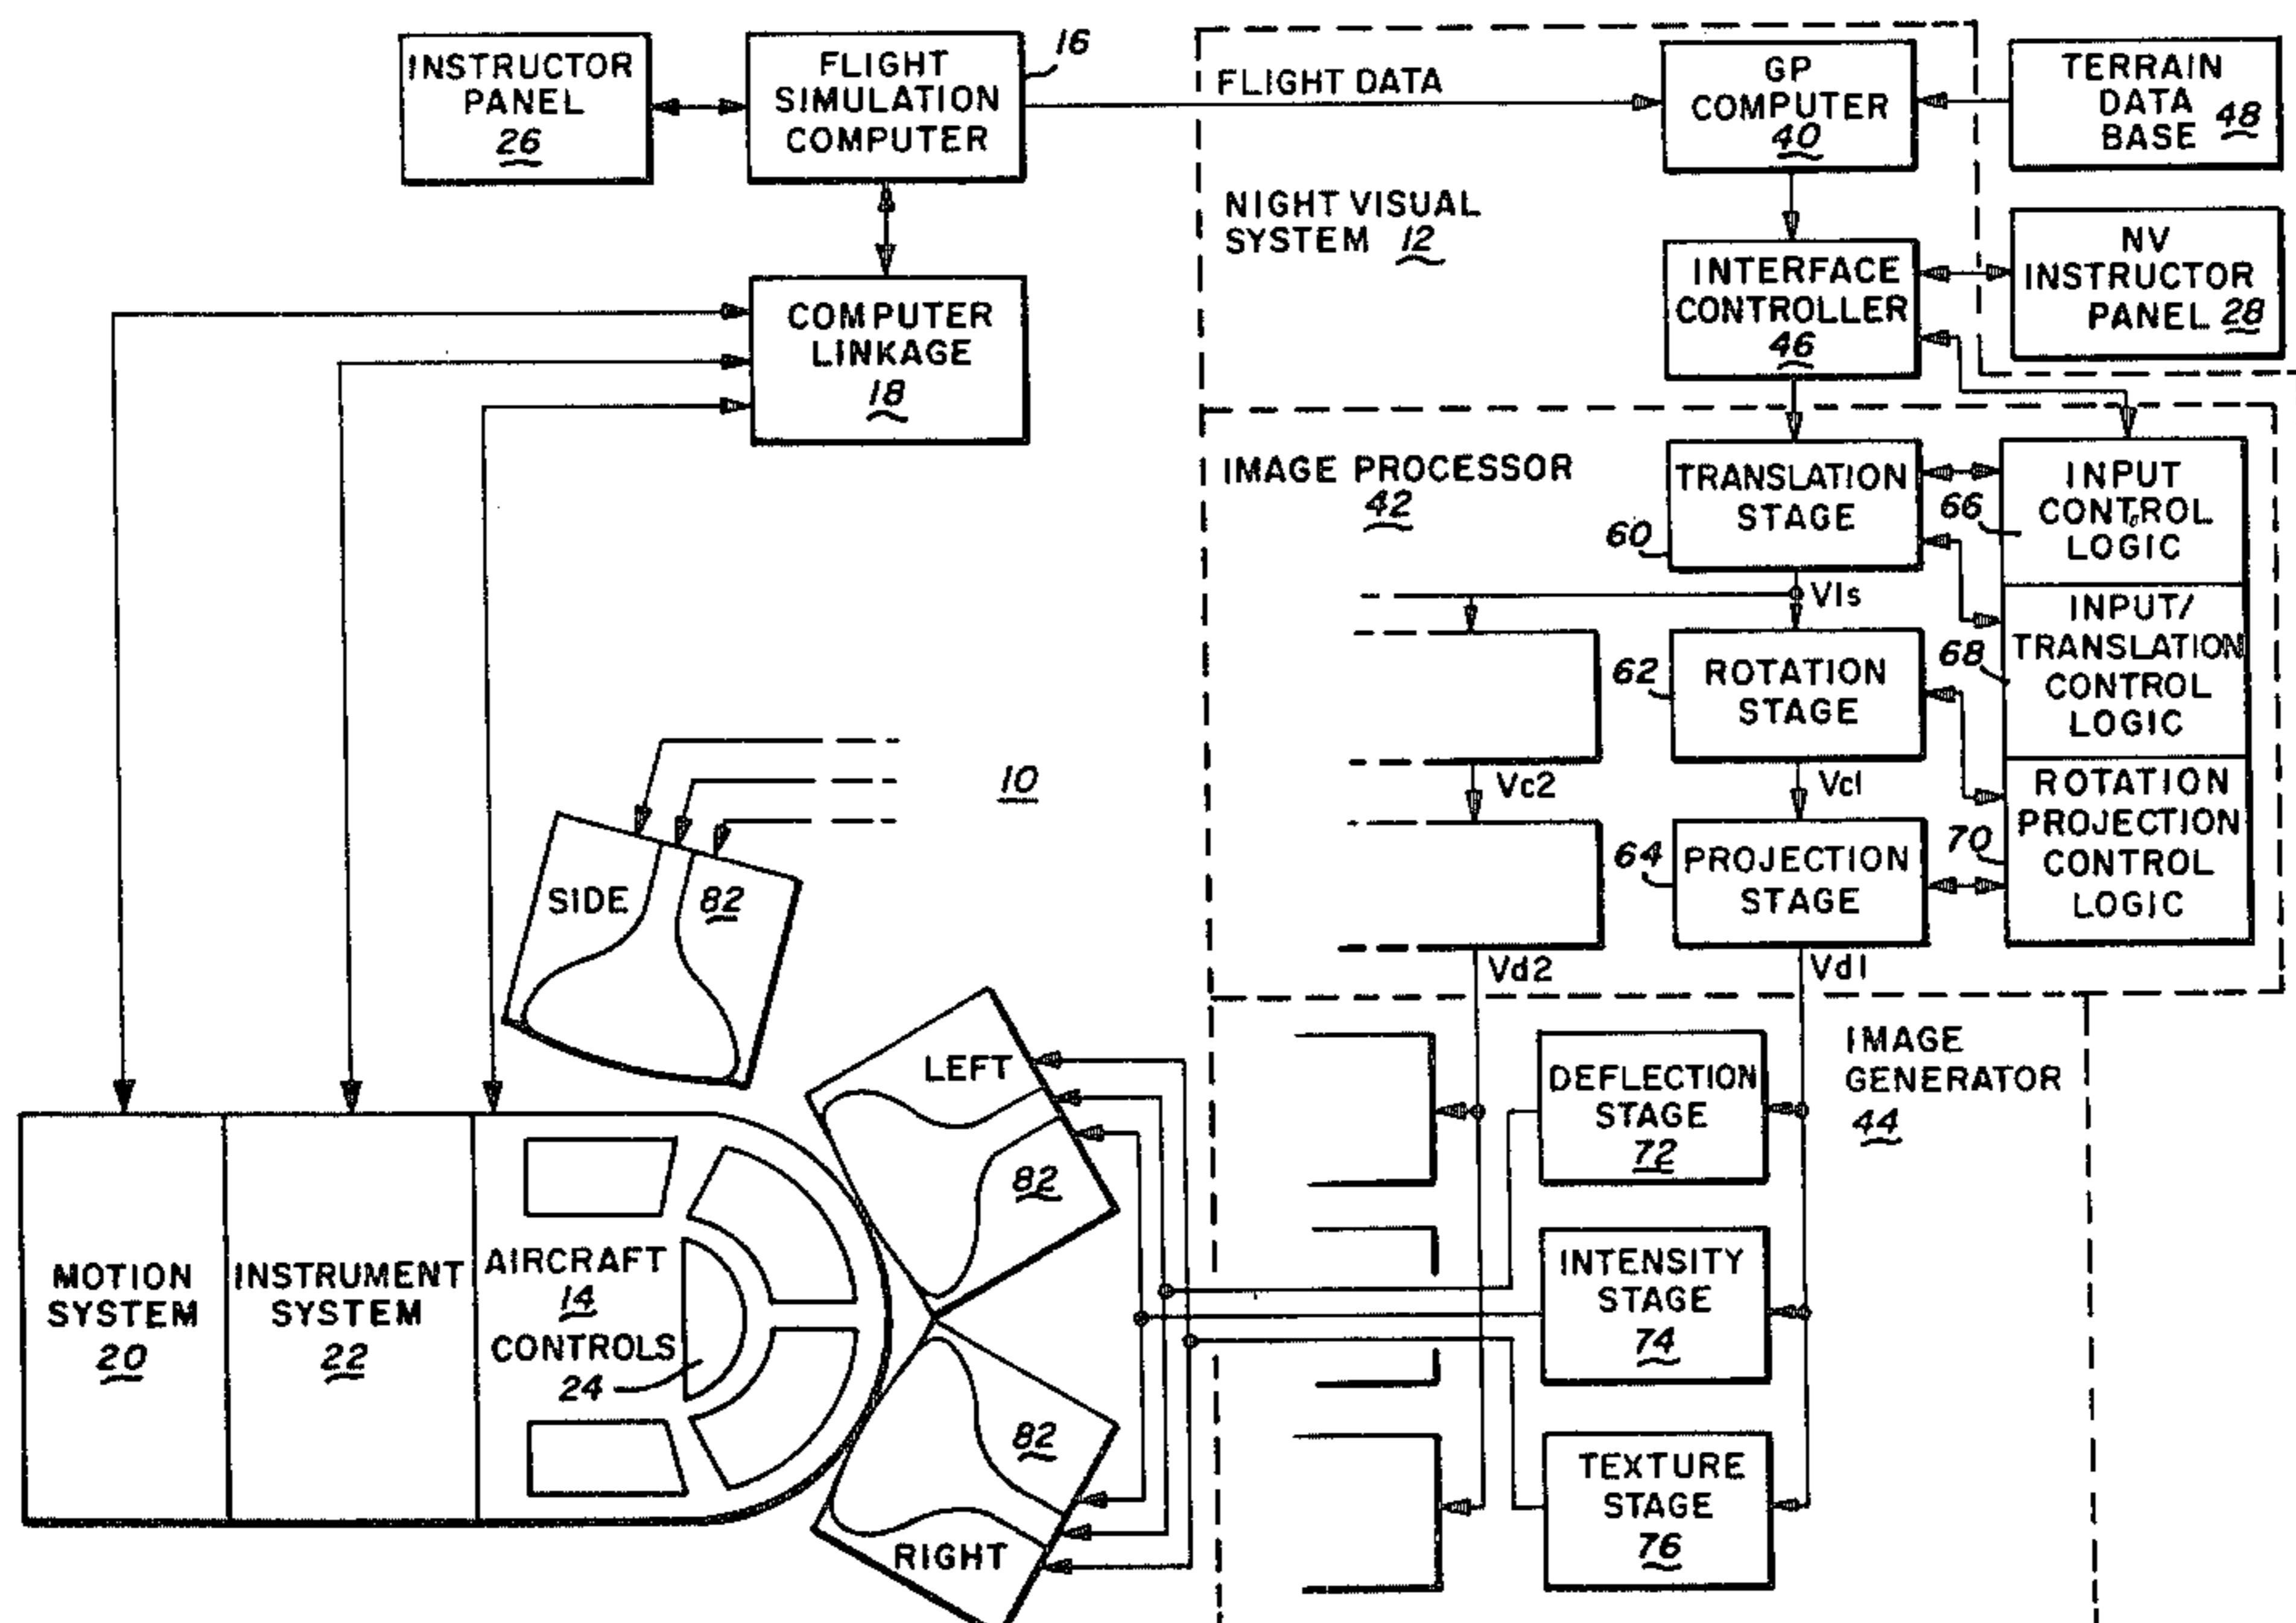 INSTRUCTOR
PANEL
26
FLIGHT
SIMULATION
COMPUTER
16
FLIGHT DATA
GP
COMPUTER
40
TERRAIN
DATA
BASE 48
NIGHT VISUAL
SYSTEM 12
INTERFACE
CONTROLLER
46
NV
INSTRUCTOR
PANEL 28
COMPUTER
LINKAGE
18
IMAGE PROCESSOR
42
TRANSLATION
STAGE
60
66
INPUT
CONTROL
LOGIC
V1s
INPUT/
TRANSLATION
CONTROL
LOGIC
68
62
ROTATION
STAGE
Vc2
Vc1
ROTATION
PROJECTION
CONTROL
LOGIC
70
64
PROJECTION
STAGE
Vd2
Vd1
10
SIDE
82
LEFT
82
IMAGE
GENERATOR
44
DEFLECTION
STAGE
72
INTENSITY
STAGE
74
TEXTURE
STAGE
76
MOTION
SYSTEM
20
INSTRUMENT
SYSTEM
22
AIRCRAFT
14
CONTROLS
24
82
RIGHT